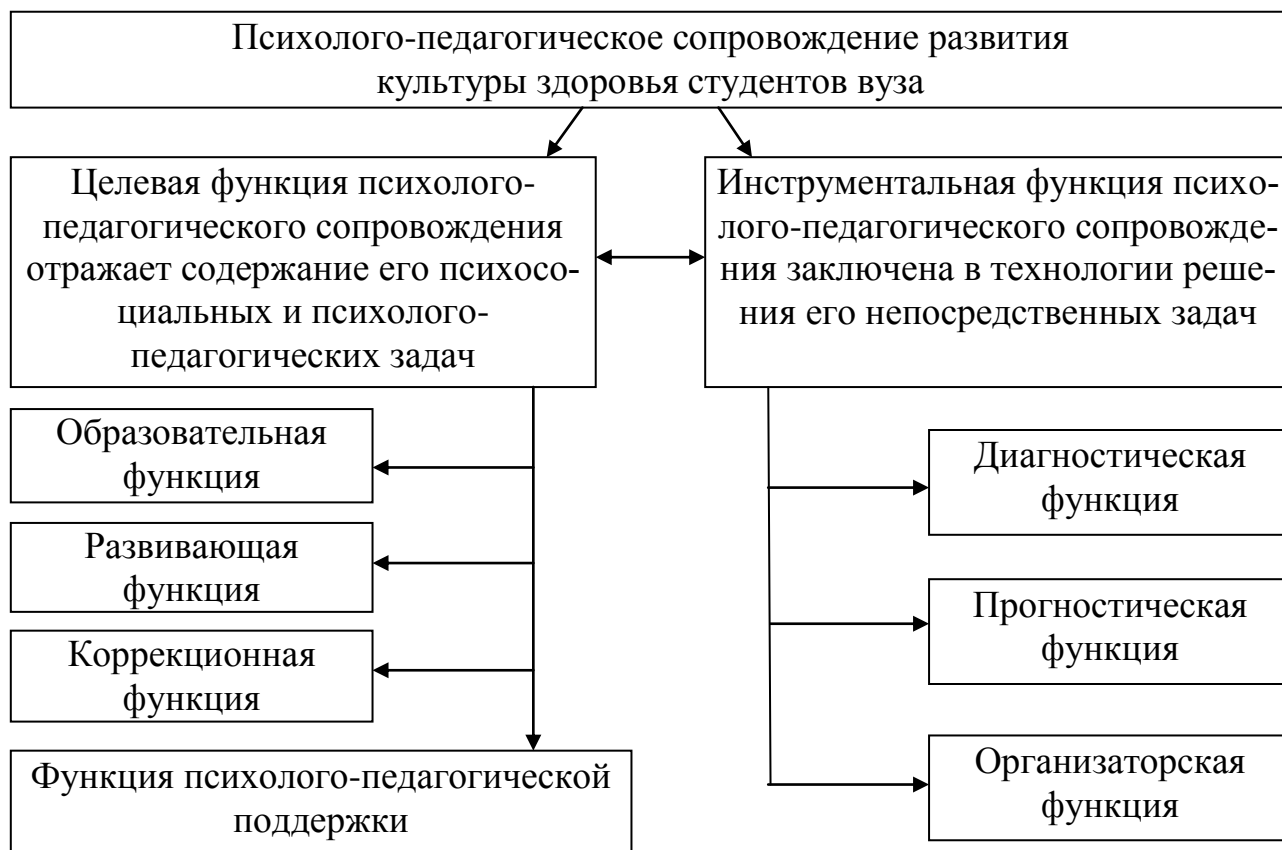 Психолого-педагогическое сопровождение развития
культуры здоровья студентов вуза
Целевая функция психолого-
педагогического сопровождения
отражает содержание его психосо-
циальных и психолого-
педагогических задач
Инструментальная функция психо-
лого-педагогического сопровожде-
ния заключена в технологии реше-
ния его непосредственных задач
Образовательная
функция
Развивающая
функция
Коррекционная
функция
Функция психолого-педагогической
поддержки
Диагностическая
функция
Прогностическая
функция
Организаторская
функция